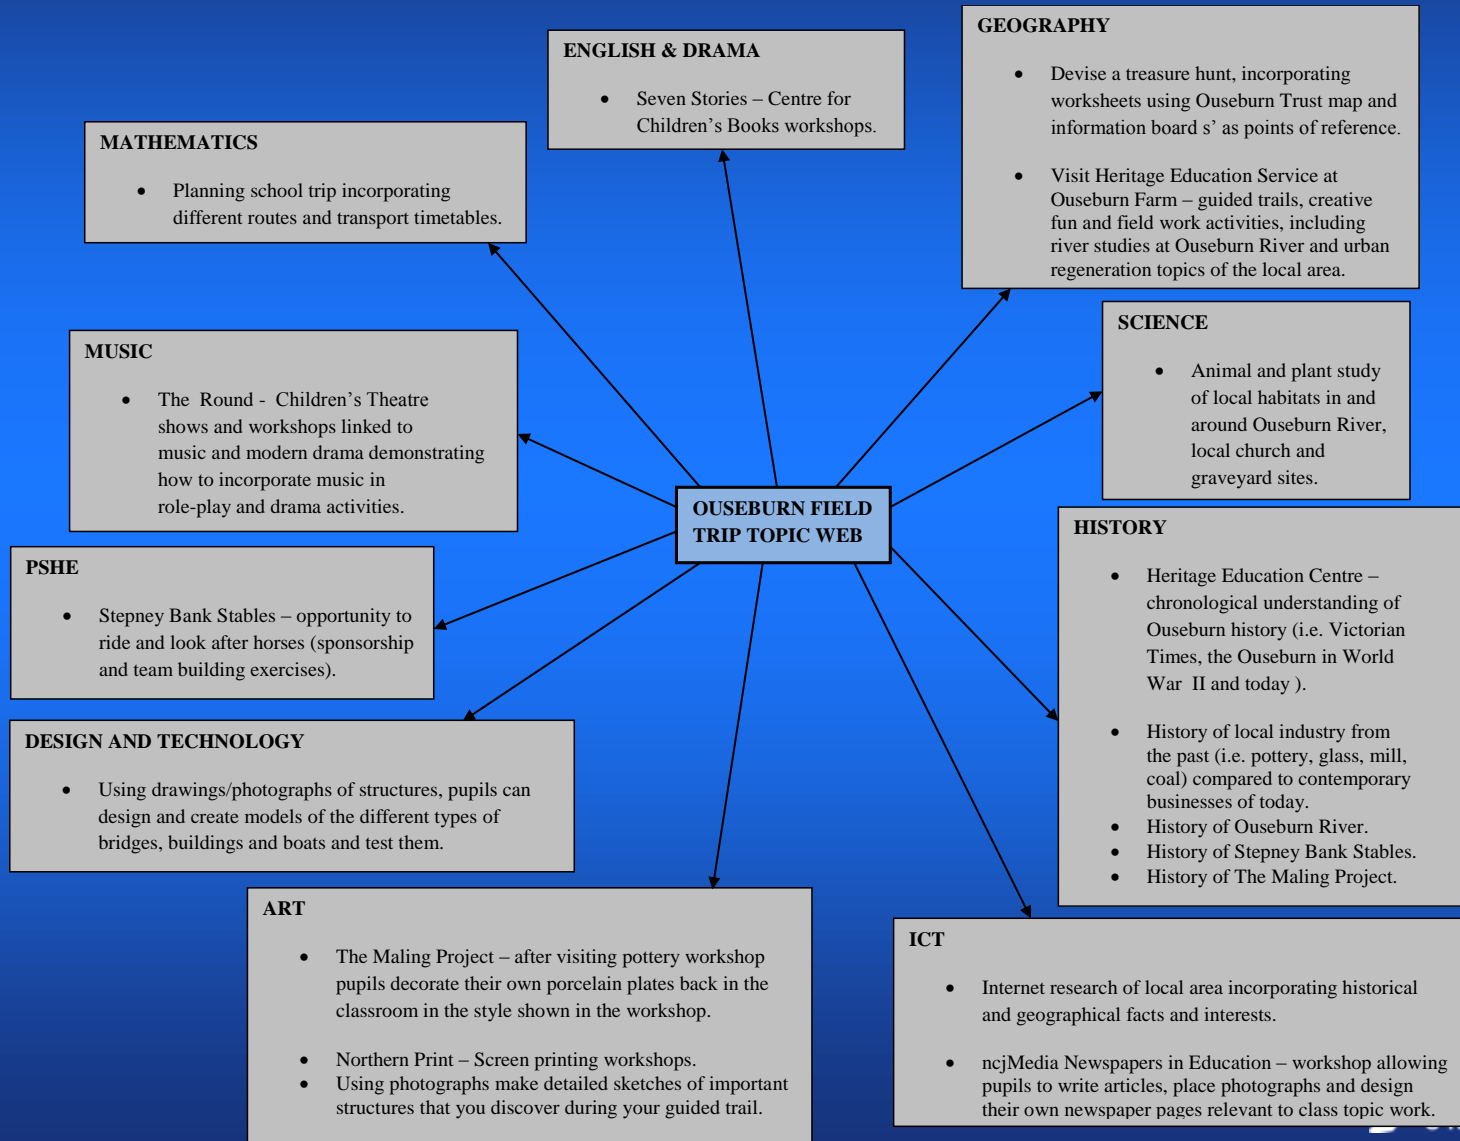 ENGLISH & DRAMA
• Seven Stories – Centre for
Children's Books workshops.
GEOGRAPHY
• Devise a treasure hunt, incorporating
worksheets using Ouseburn Trust map and
information board s' as points of reference.
• Visit Heritage Education Service at
Ouseburn Farm – guided trails, creative
fun and field work activities, including
river studies at Ouseburn River and urban
regeneration topics of the local area.
MATHEMATICS
• Planning school trip incorporating
different routes and transport timetables.
SCIENCE
• Animal and plant study
of local habitats in and
around Ouseburn River,
local church and
graveyard sites.
MUSIC
• The Round - Children's Theatre
shows and workshops linked to
music and modern drama demonstrating
how to incorporate music in
role-play and drama activities.
OUSEBURN FIELD
TRIP TOPIC WEB
HISTORY
• Heritage Education Centre –
chronological understanding of
Ouseburn history (i.e. Victorian
Times, the Ouseburn in World
War II and today ).
• History of local industry from
the past (i.e. pottery, glass, mill,
coal) compared to contemporary
businesses of today.
• History of Ouseburn River.
• History of Stepney Bank Stables.
• History of The Maling Project.
PSHE
• Stepney Bank Stables – opportunity to
ride and look after horses (sponsorship
and team building exercises).
DESIGN AND TECHNOLOGY
• Using drawings/photographs of structures, pupils can
design and create models of the different types of
bridges, buildings and boats and test them.
ART
• The Maling Project – after visiting pottery workshop
pupils decorate their own porcelain plates back in the
classroom in the style shown in the workshop.
• Northern Print – Screen printing workshops.
• Using photographs make detailed sketches of important
structures that you discover during your guided trail.
ICT
• Internet research of local area incorporating historical
and geographical facts and interests.
• ncjMedia Newspapers in Education – workshop allowing
pupils to write articles, place photographs and design
their own newspaper pages relevant to class topic work.